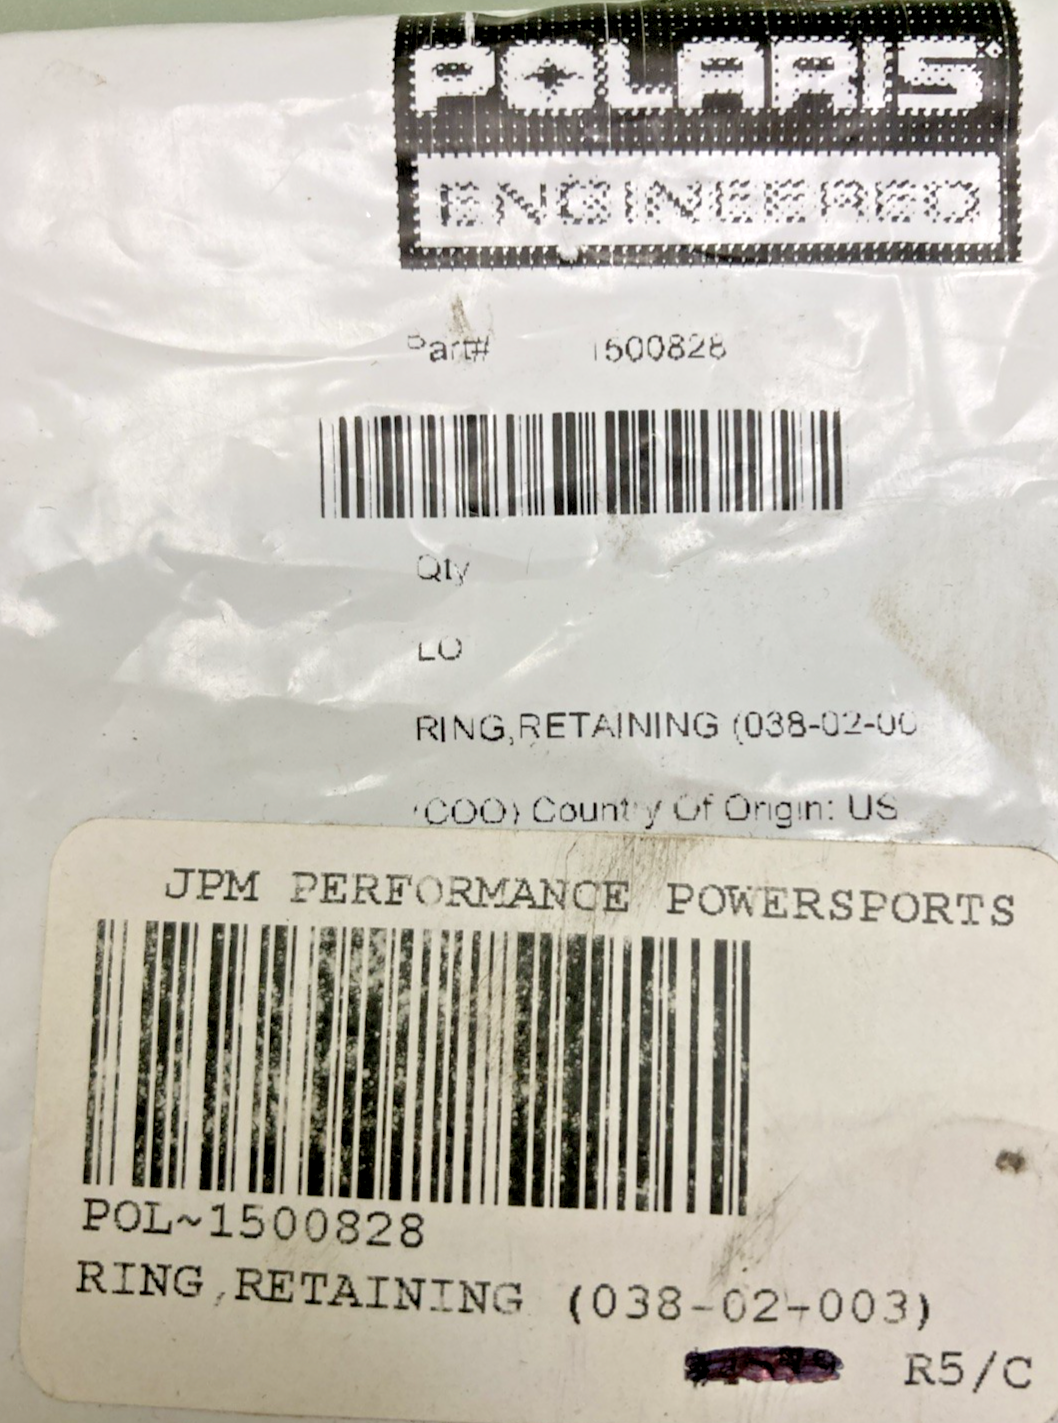 POLARIS
ENGINEERED
Part# 1500828
Qty
LO
RING,RETAINING (038-02-00
(COO) Country Of Origin: US
JPM PERFORMANCE POWERSPORTS
POL~1500828
RING,RETAINING (038-02-003)
R5/C